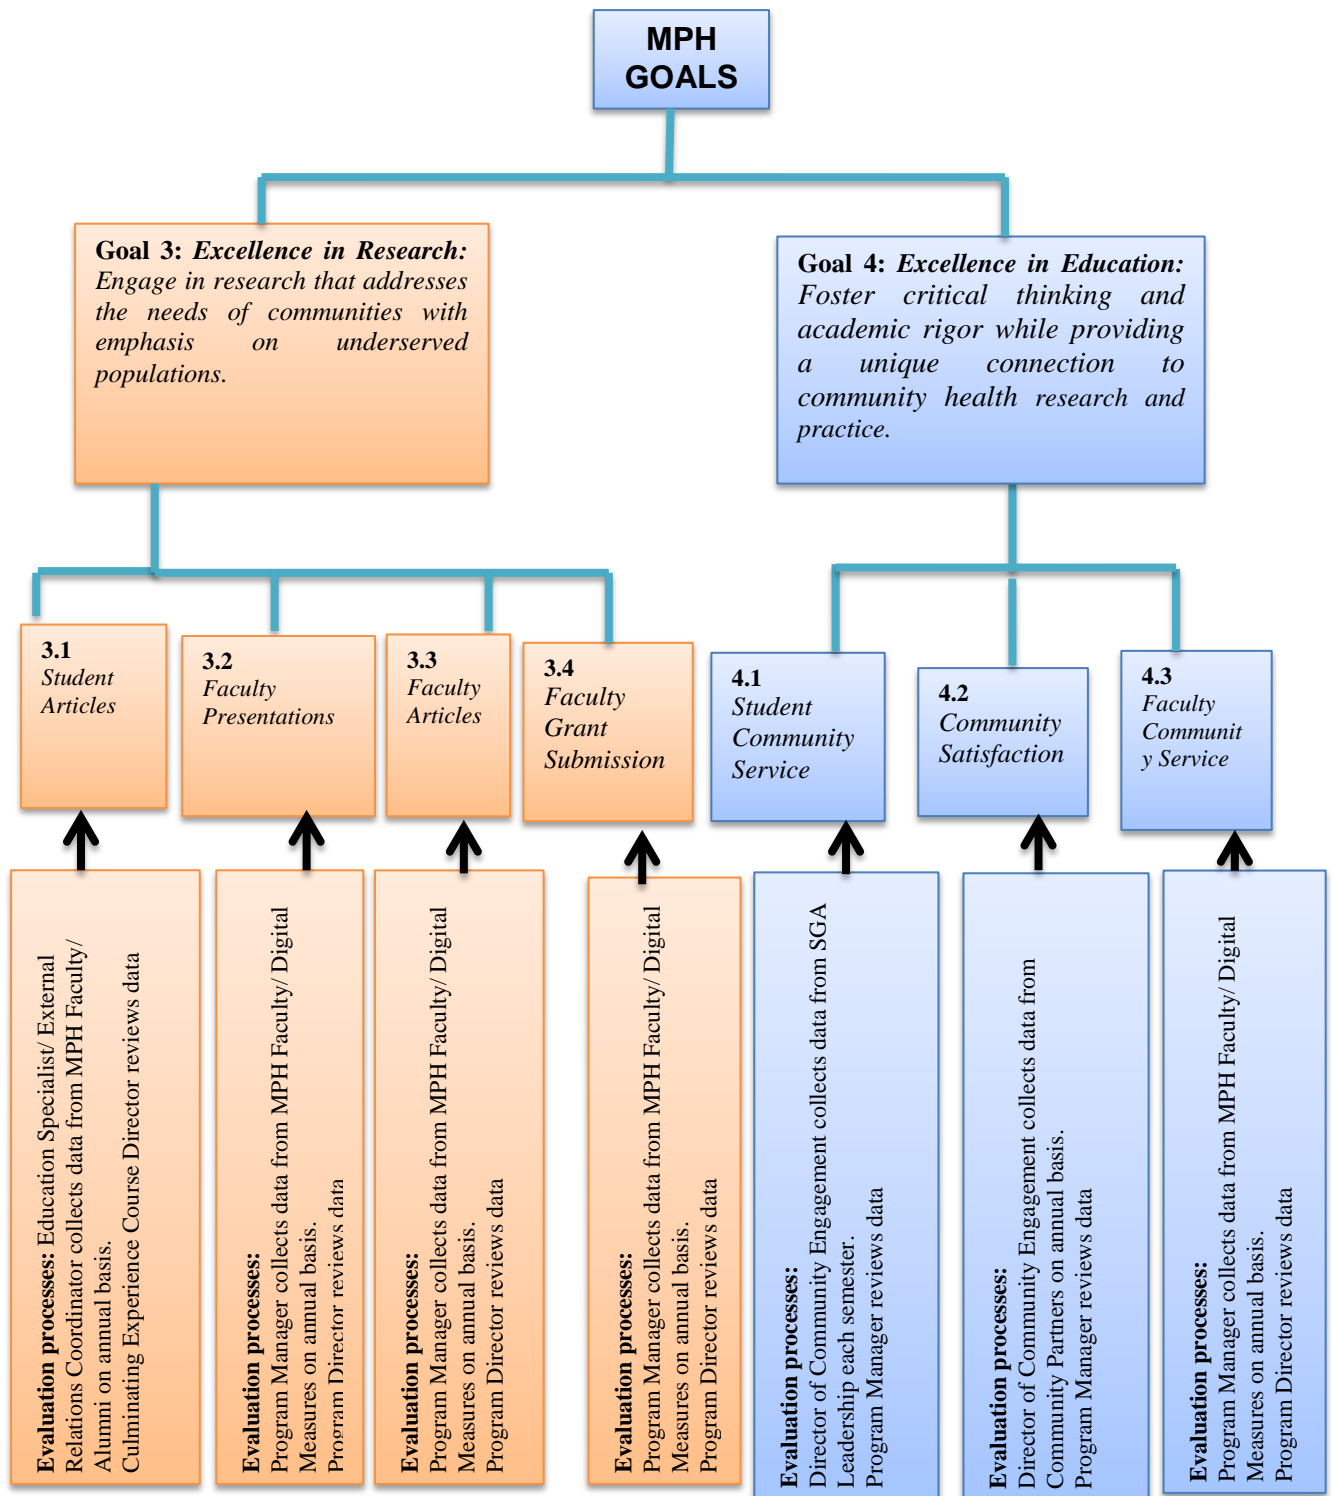 MPH
GOALS
Goal 3: Excellence in Research:
Engage in research that addresses
the needs of communities with
emphasis on underserved
populations.
Goal 4: Excellence in Education:
Foster critical thinking and
academic rigor while providing
a unique connection to
community health research and
practice.
3.1
Student
Articles
3.2
Faculty
Presentations
3.3
Faculty
Articles
3.4
Faculty
Grant
Submission
4.1
Student
Community
Service
4.2
Community
Satisfaction
4.3
Faculty
Communit
y Service
Evaluation processes: Education Specialist/ External
Relations Coordinator collects data from MPH Faculty/
Alumni on annual basis.
Culminating Experience Course Director reviews data
Evaluation processes:
Program Manager collects data from MPH Faculty/ Digital
Measures on annual basis.
Program Director reviews data
Evaluation processes:
Program Manager collects data from MPH Faculty/ Digital
Measures on annual basis.
Program Director reviews data
Evaluation processes:
Program Manager collects data from MPH Faculty/ Digital
Measures on annual basis.
Program Director reviews data
Evaluation processes:
Director of Community Engagement collects data from SGA
Leadership each semester.
Program Manager reviews data
Evaluation processes:
Director of Community Engagement collects data from
Community Partners on annual basis.
Program Manager reviews data
Evaluation processes:
Program Manager collects data from MPH Faculty/ Digital
Measures on annual basis.
Program Director reviews data